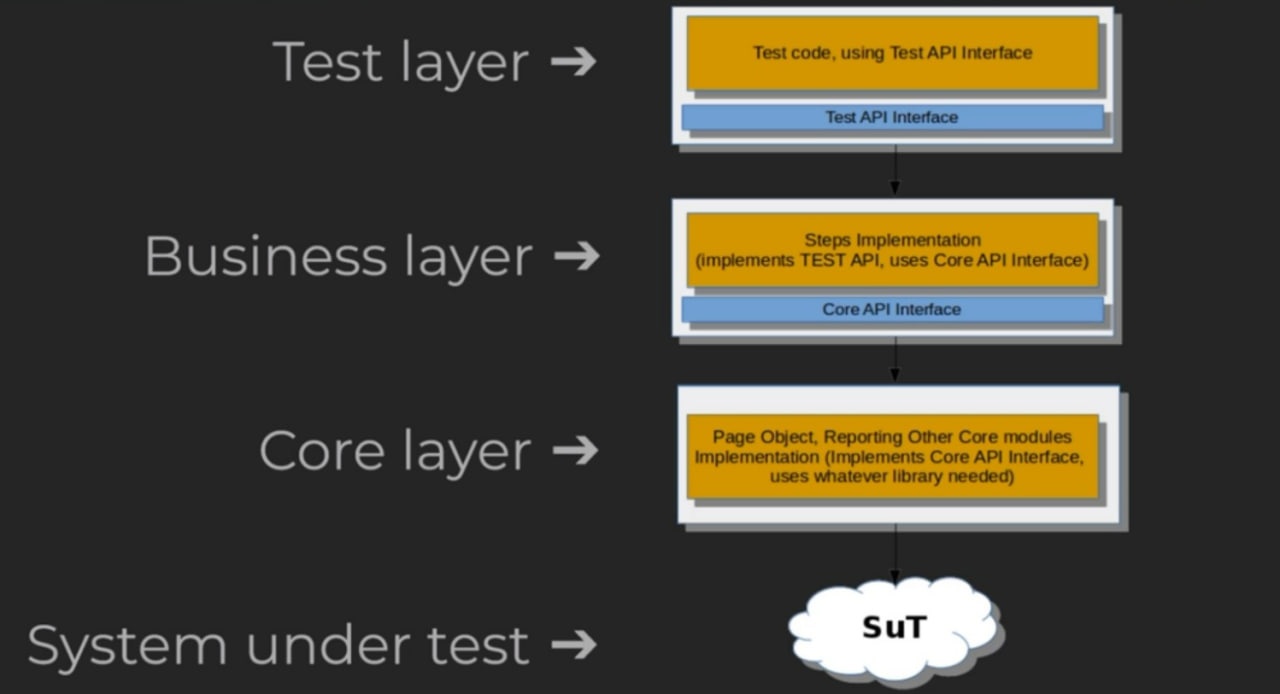 Test layer ➔
Test code, using Test API Interface
Test API Interface
Business layer ➔
Steps Implementation
(implements TEST API, uses Core API Interface)
Core API Interface
Core layer ➔
Page Object, Reporting Other Core modules
Implementation (Implements Core API Interface,
uses whatever library needed)
System under test ➔
SuT